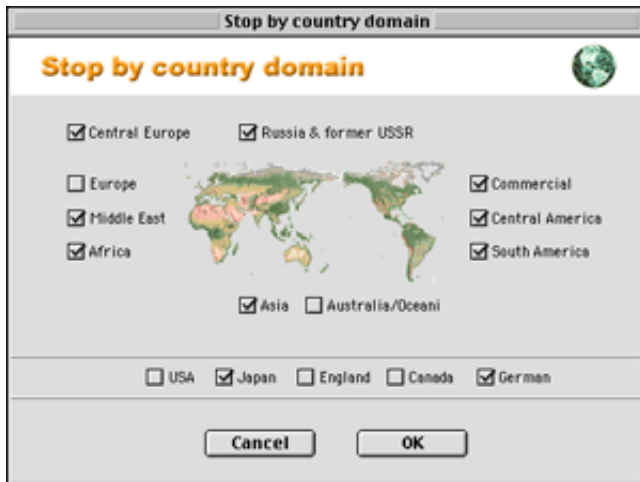 Stop by country domain
Stop by country domain
Central Europe Russia & former USSR
Europe Commercial
Middle East Central America
Africa South America
Asia Australia/Oceani
USA Japan England Canada German
Cancel OK